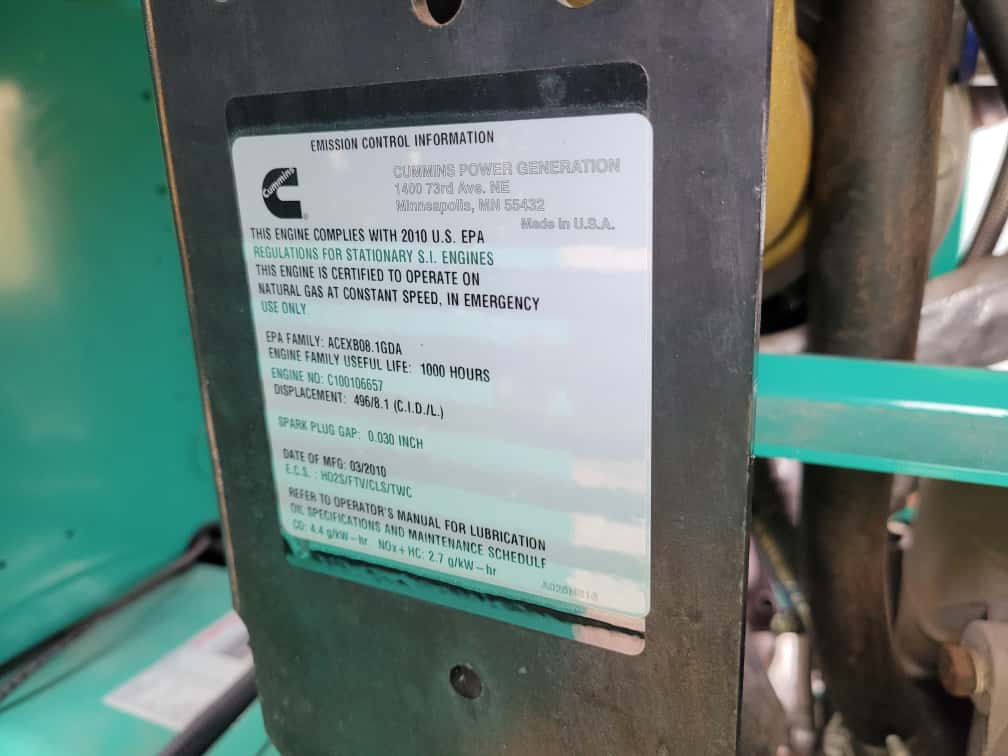 EMISSION CONTROL INFORMATION
Cummins
CUMMINS POWER GENERATION
1400 73rd Ave. NE
Minneapolis, MN 55432
Made in U.S.A.
THIS ENGINE COMPLIES WITH 2010 U.S. EPA
REGULATIONS FOR STATIONARY S.I. ENGINES
THIS ENGINE IS CERTIFIED TO OPERATE ON
NATURAL GAS AT CONSTANT SPEED, IN EMERGENCY
USE ONLY.
EPA FAMILY: ACEXB08.1GDA
ENGINE FAMILY USEFUL LIFE: 1000 HOURS
ENGINE NO: C100106657
DISPLACEMENT: 496/8.1 (C.I.D./L.)
SPARK PLUG GAP: 0.030 INCH
DATE OF MFG: 03/2010
E.C.S. : HO2S/FTV/CLS/TWC
REFER TO OPERATOR'S MANUAL FOR LUBRICATION
OIL SPECIFICATIONS AND MAINTENANCE SCHEDULE
CO: 4.4 g/kW-hr NOx + HC: 2.7 g/kW-hr